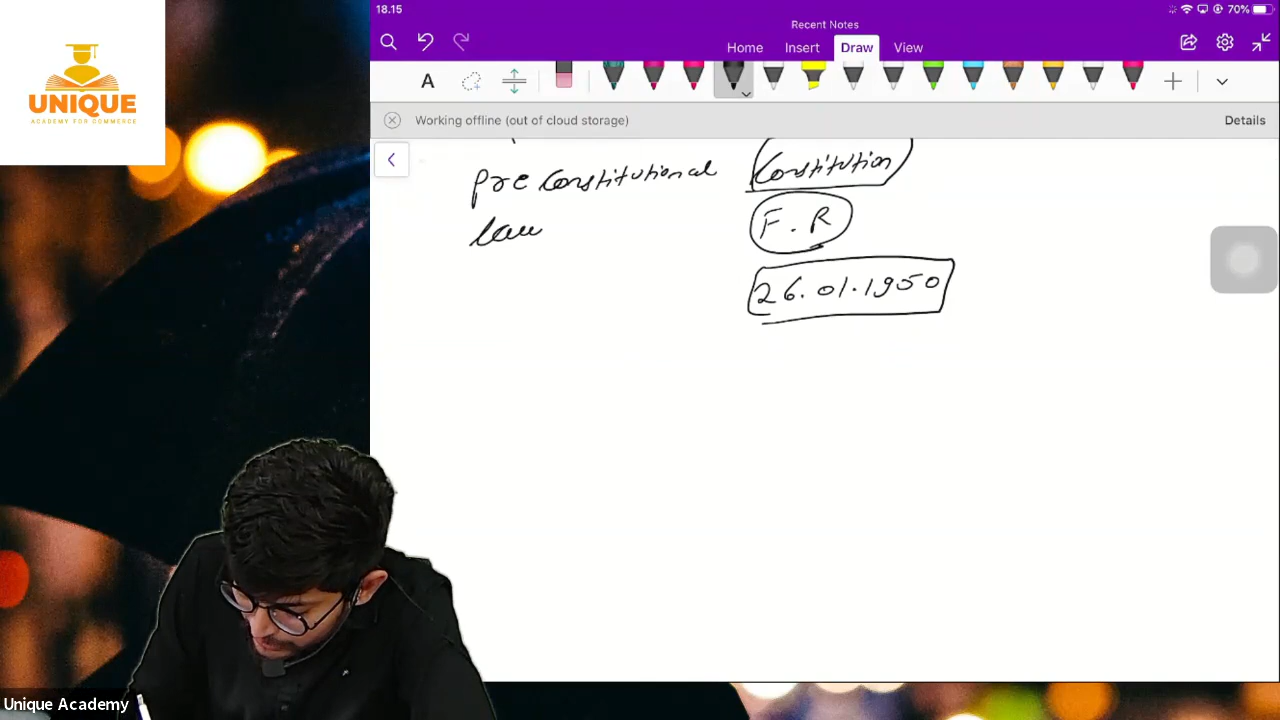 UNIQUE
ACADEMY FOR COMMERCE
18.15
70%
Recent Notes
Home Insert Draw View
A
Working offline (out of cloud storage)
Details
Pre Constitutional
law
Constitution
F. R
26.01.1950
Unique Academy